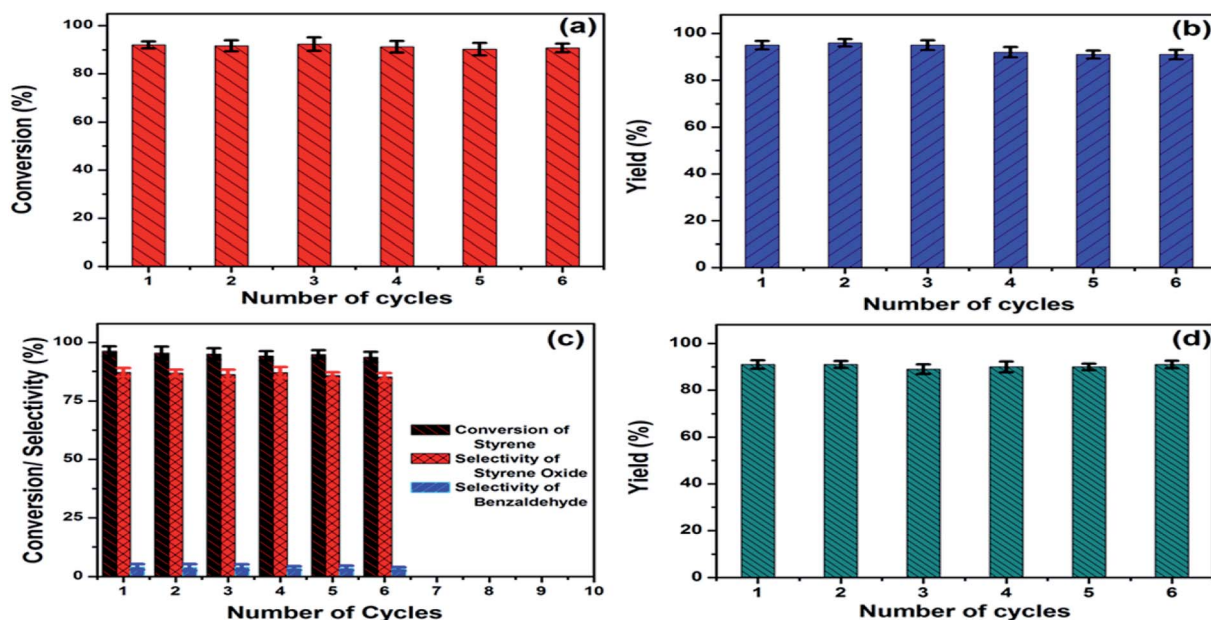 (a)
Conversion (%)
100
80
60
40
20
0
1 2 3 4 5 6
Number of cycles
(b)
Yield (%)
100
80
60
40
20
0
1 2 3 4 5 6
Number of cycles
(c)
Conversion/ Selectivity (%)
100
75
50
25
0
Conversion of
Styrene
Selectivity of
Styrene Oxide
Selectivity of
Benzaldehyde
1 2 3 4 5 6 7 8 9 10
Number of Cycles
(d)
Yield (%)
100
80
60
40
20
0
1 2 3 4 5 6
Number of cycles